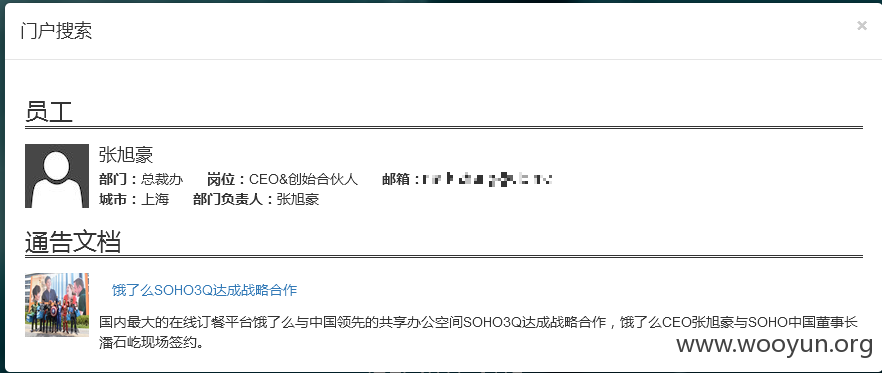 门户搜索
×
员工
张旭豪
部门：总裁办 岗位：CEO&创始合伙人 邮箱：
城市：上海 部门负责人：张旭豪
通告文档
饿了么SOHO3Q达成战略合作
国内最大的在线订餐平台饿了么与中国领先的共享办公空间SOHO3Q达成战略合作，饿了么CEO张旭豪与SOHO中国董事长
潘石屹现场签约。
www.wooyun.org